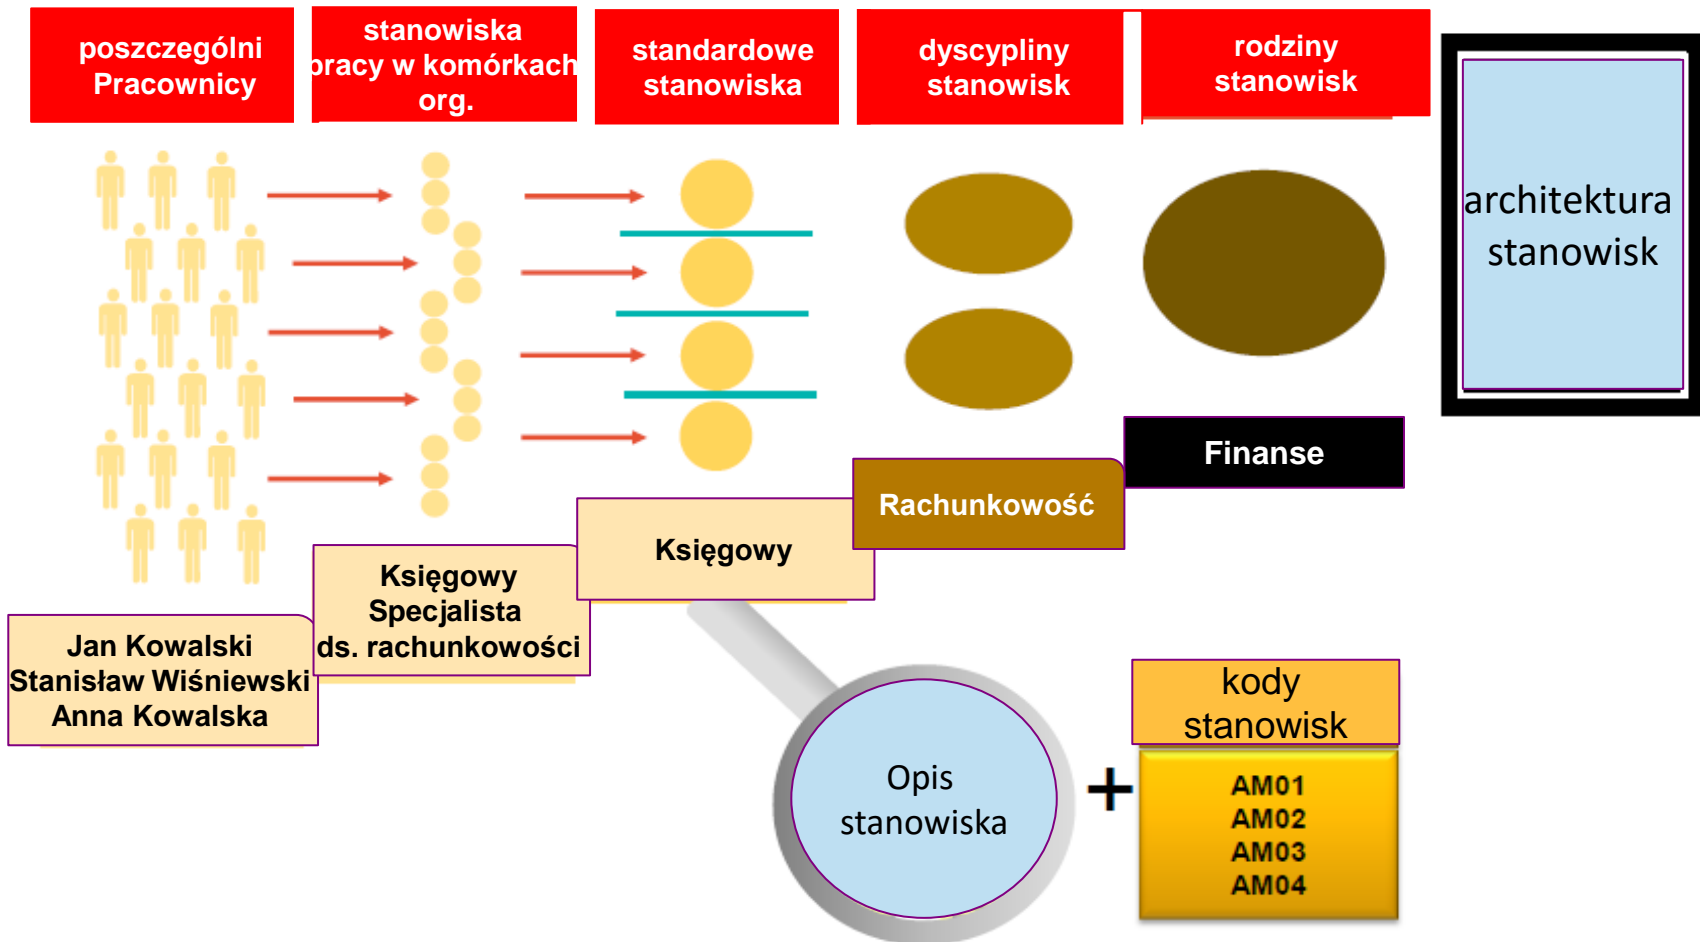 poszczególni
Pracownicy
stanowiska
pracy w komórkach
org.
standardowe
stanowiska
dyscypliny
stanowisk
rodziny
stanowisk
architektura
stanowisk
Finanse
Rachunkowość
Księgowy
Księgowy
Specjalista
ds. rachunkowości
Jan Kowalski
Stanisław Wiśniewski
Anna Kowalska
Opis
stanowiska
+
kody
stanowisk
AM01
AM02
AM03
AM04